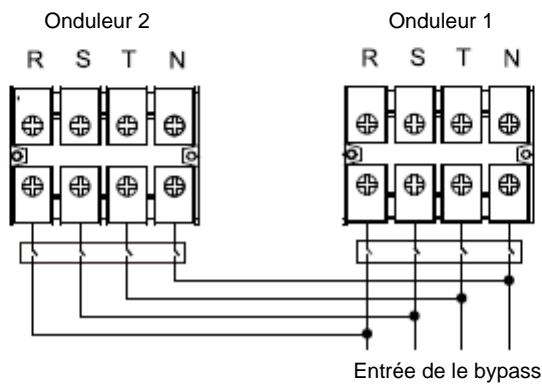 Onduleur 2 Onduleur 1
R S T N R S T N
Entrée de le bypass